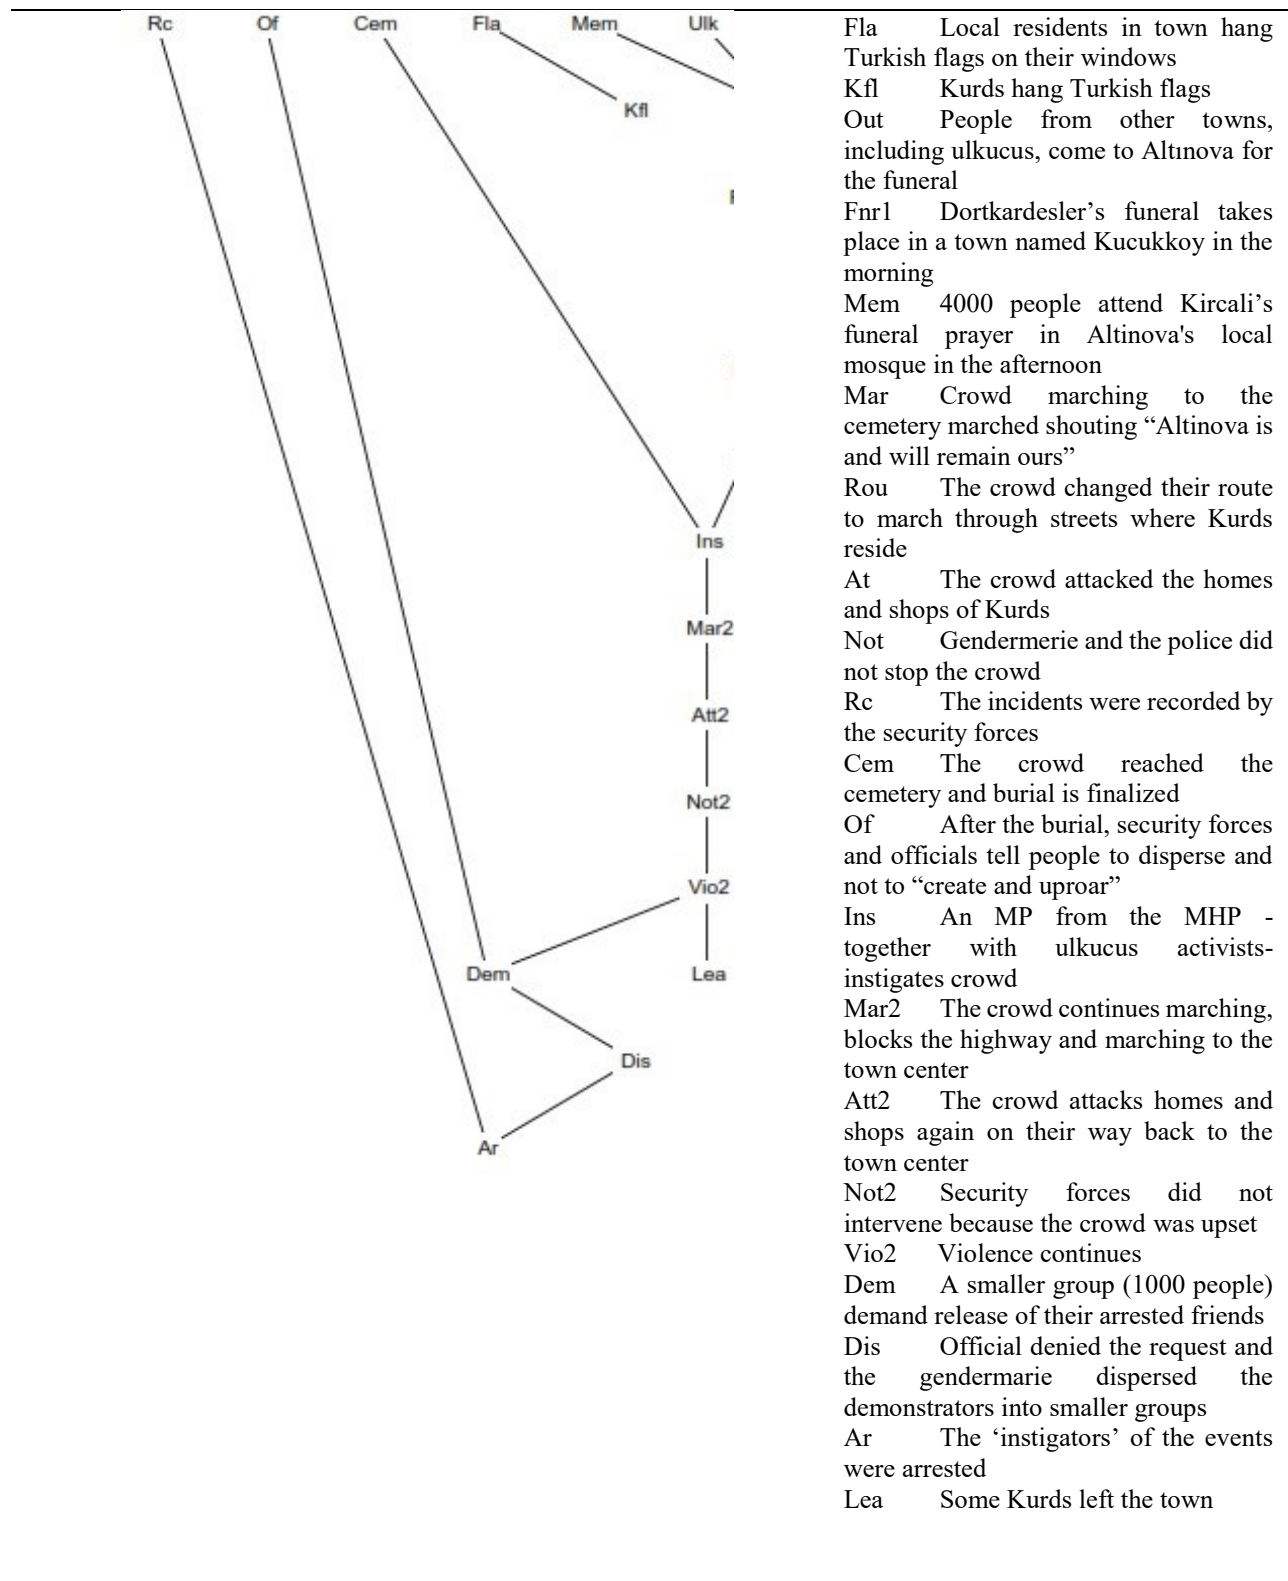 Rc Of Cem Fla Mem Ulk
Kfl
Ins
Mar2
Att2
Not2
Vio2
Dem Lea
Dis
Ar
Fla Local residents in town hang
Turkish flags on their windows
Kfl Kurds hang Turkish flags
Out People from other towns,
including ulkucus, come to Altınova for
the funeral
Fnr1 Dortkardesler’s funeral takes
place in a town named Kucukkoy in the
morning
Mem 4000 people attend Kircali’s
funeral prayer in Altinova's local
mosque in the afternoon
Mar Crowd marching to the
cemetery marched shouting “Altinova is
and will remain ours”
Rou The crowd changed their route
to march through streets where Kurds
reside
At The crowd attacked the homes
and shops of Kurds
Not Gendermerie and the police did
not stop the crowd
Rc The incidents were recorded by
the security forces
Cem The crowd reached the
cemetery and burial is finalized
Of After the burial, security forces
and officials tell people to disperse and
not to “create and uproar”
Ins An MP from the MHP -
together with ulkucus activists-
instigates crowd
Mar2 The crowd continues marching,
blocks the highway and marching to the
town center
Att2 The crowd attacks homes and
shops again on their way back to the
town center
Not2 Security forces did not
intervene because the crowd was upset
Vio2 Violence continues
Dem A smaller group (1000 people)
demand release of their arrested friends
Dis Official denied the request and
the gendermarie dispersed the
demonstrators into smaller groups
Ar The ‘instigators’ of the events
were arrested
Lea Some Kurds left the town